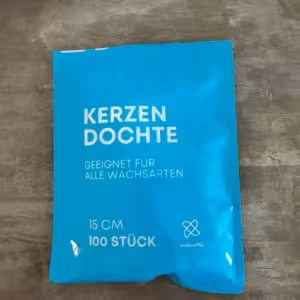 KERZEN
DOCHTE
GEEIGNET FÜR
ALLE WACHSARTEN
15 CM
100 STÜCK